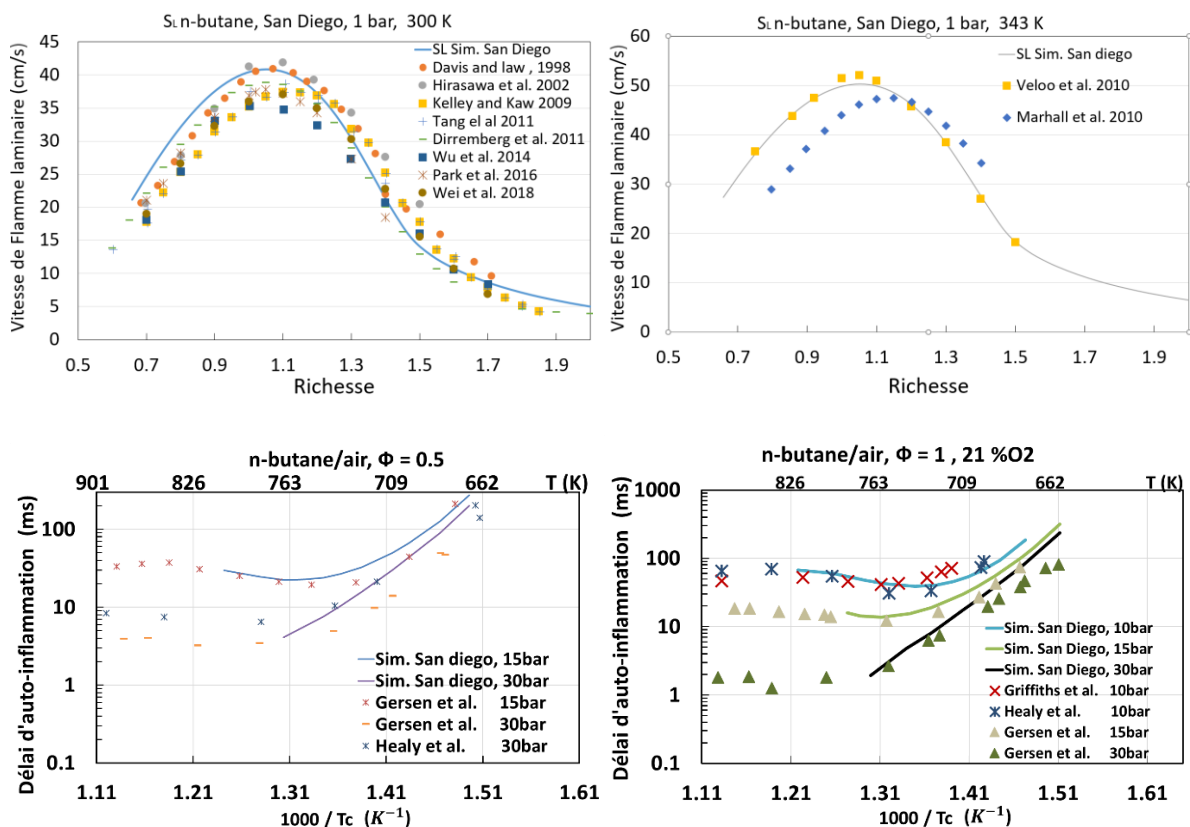 SL n-butane, San Diego, 1 bar, 300 K
Vitesse de Flamme laminaire (cm/s)
45
40
35
30
25
20
15
10
5
0
SL Sim. San Diego
Davis and law , 1998
Hirasawa et al. 2002
Kelley and Kaw 2009
Tang el al 2011
Dirremberg et al. 2011
Wu et al. 2014
Park et al. 2016
Wei et al. 2018
0.5 0.7 0.9 1.1 1.3 1.5 1.7 1.9
Richesse
SL n-butane, San Diego, 1 bar, 343 K
Vitesse de Flamme laminaire (cm/s)
60
50
40
30
20
10
0
SL Sim. San diego
Veloo et al. 2010
Marhall et al. 2010
0.5 0.7 0.9 1.1 1.3 1.5 1.7 1.9
Richesse
n-butane/air, Φ = 0.5
901 826 763 709 662 T (K)
Délai d'auto-inflammation (ms)
100
10
1
0.1
Sim. San diego, 15bar
Sim. San diego, 30bar
Gersen et al. 15bar
Gersen et al. 30bar
Healy et al. 30bar
1.11 1.21 1.31 1.41 1.51 1.61
1000 / Tc (K⁻¹)
n-butane/air, Φ = 1 , 21 %O2
826 763 709 662 T (K)
Délai d'auto-inflammation (ms)
1000
100
10
1
0.1
Sim. San Diego, 10bar
Sim. San Diego, 15bar
Sim. San Diego, 30bar
Griffiths et al. 10bar
Healy et al. 10bar
Gersen et al. 15bar
Gersen et al. 30bar
1.11 1.21 1.31 1.41 1.51 1.61
1000 / Tc (K⁻¹)